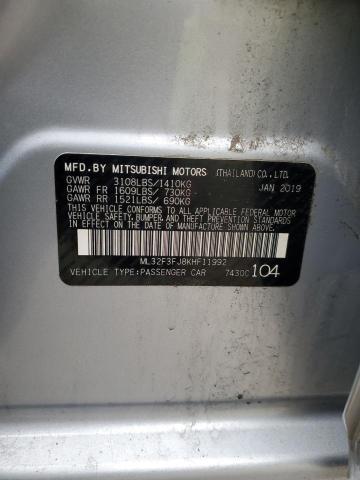 MFD.BY MITSUBISHI MOTORS (THAILAND) CO., LTD.
GVWR 3108LBS/1410KG JAN 2019
GAWR FR 1609LBS/ 730KG
GAWR RR 1521LBS/ 690KG
THIS VEHICLE CONFORMS TO ALL APPLICABLE FEDERAL MOTOR
VEHICLE SAFETY, BUMPER, AND THEFT PREVENTION STANDARDS
IN EFFECT ON THE DATE OF MANUFACTURE SHOWN ABOVE.
ML32F3FJ8KHF11992
VEHICLE TYPE:PASSENGER CAR 7430C 104